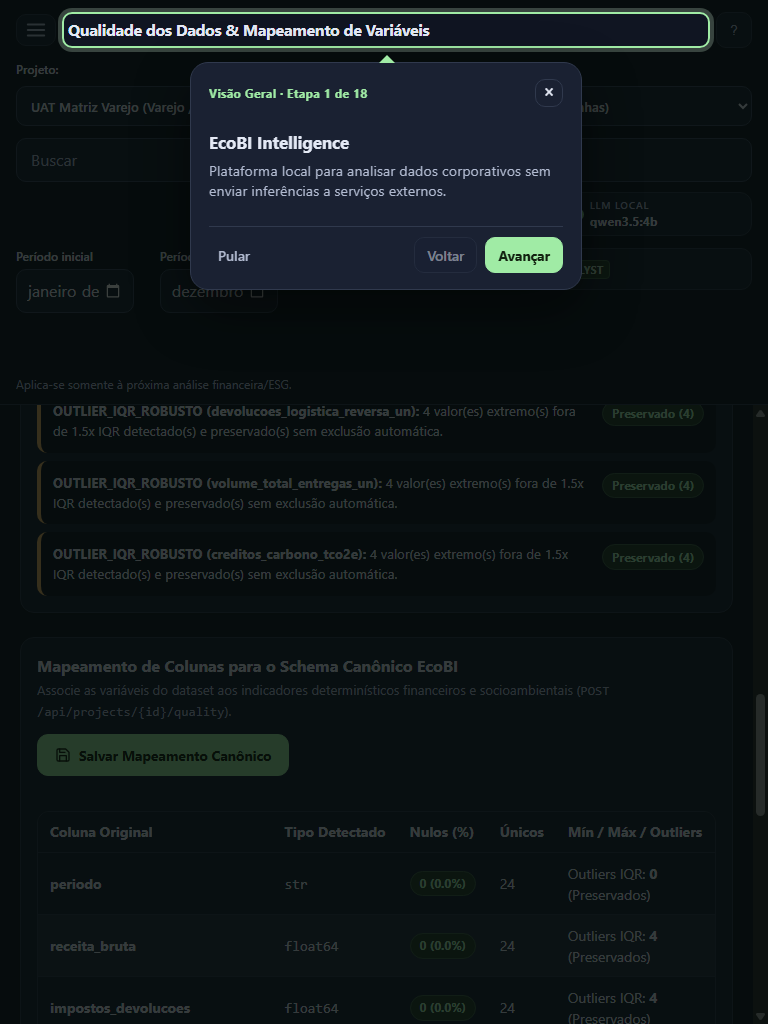 Qualidade dos Dados & Mapeamento de Variáveis
?
Projeto:
UAT Matriz Varejo (Varejo
nhas)
Visão Geral · Etapa 1 de 18
EcoBI Intelligence
Plataforma local para analisar dados corporativos sem
enviar inferências a serviços externos.
Pular
Voltar
Avançar
Buscar
LLM LOCAL
qwen3.5:4b
Período inicial
janeiro de
dezembro
YST
Aplica-se somente à próxima análise financeira/ESG.
OUTLIER_IQR_ROBUSTO (devolucoes_logistica_reversa_un): 4 valor(es) extremo(s) fora
de 1.5x IQR detectado(s) e preservado(s) sem exclusão automática.
Preservado (4)
OUTLIER_IQR_ROBUSTO (volume_total_entregas_un): 4 valor(es) extremo(s) fora de 1.5x
IQR detectado(s) e preservado(s) sem exclusão automática.
Preservado (4)
OUTLIER_IQR_ROBUSTO (creditos_carbono_tco2e): 4 valor(es) extremo(s) fora de 1.5x
IQR detectado(s) e preservado(s) sem exclusão automática.
Preservado (4)
Mapeamento de Colunas para o Schema Canônico EcoBI
Associe as variáveis do dataset aos indicadores determinísticos financeiros e socioambientais (POST
/api/projects/{id}/quality).
Salvar Mapeamento Canônico
Coluna Original Tipo Detectado Nulos (%) Únicos Mín / Máx / Outliers
periodo str 0 (0.0%) 24 Outliers IQR: 0
(Preservados)
receita_bruta float64 0 (0.0%) 24 Outliers IQR: 4
(Preservados)
impostos_devolucoes float64 0 (0.0%) 24 Outliers IQR: 4
(Preservados)